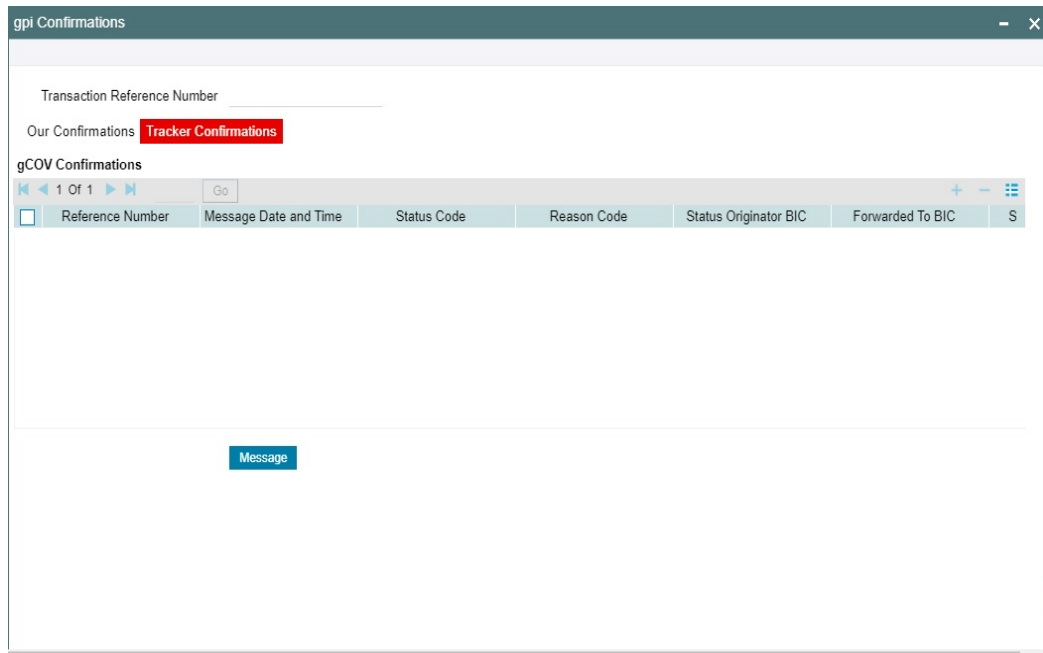 gpi Confirmations
Transaction Reference Number
Our Confirmations Tracker Confirmations
gCOV Confirmations
1 Of 1 Go
Reference Number Message Date and Time Status Code Reason Code Status Originator BIC Forwarded To BIC S
Message